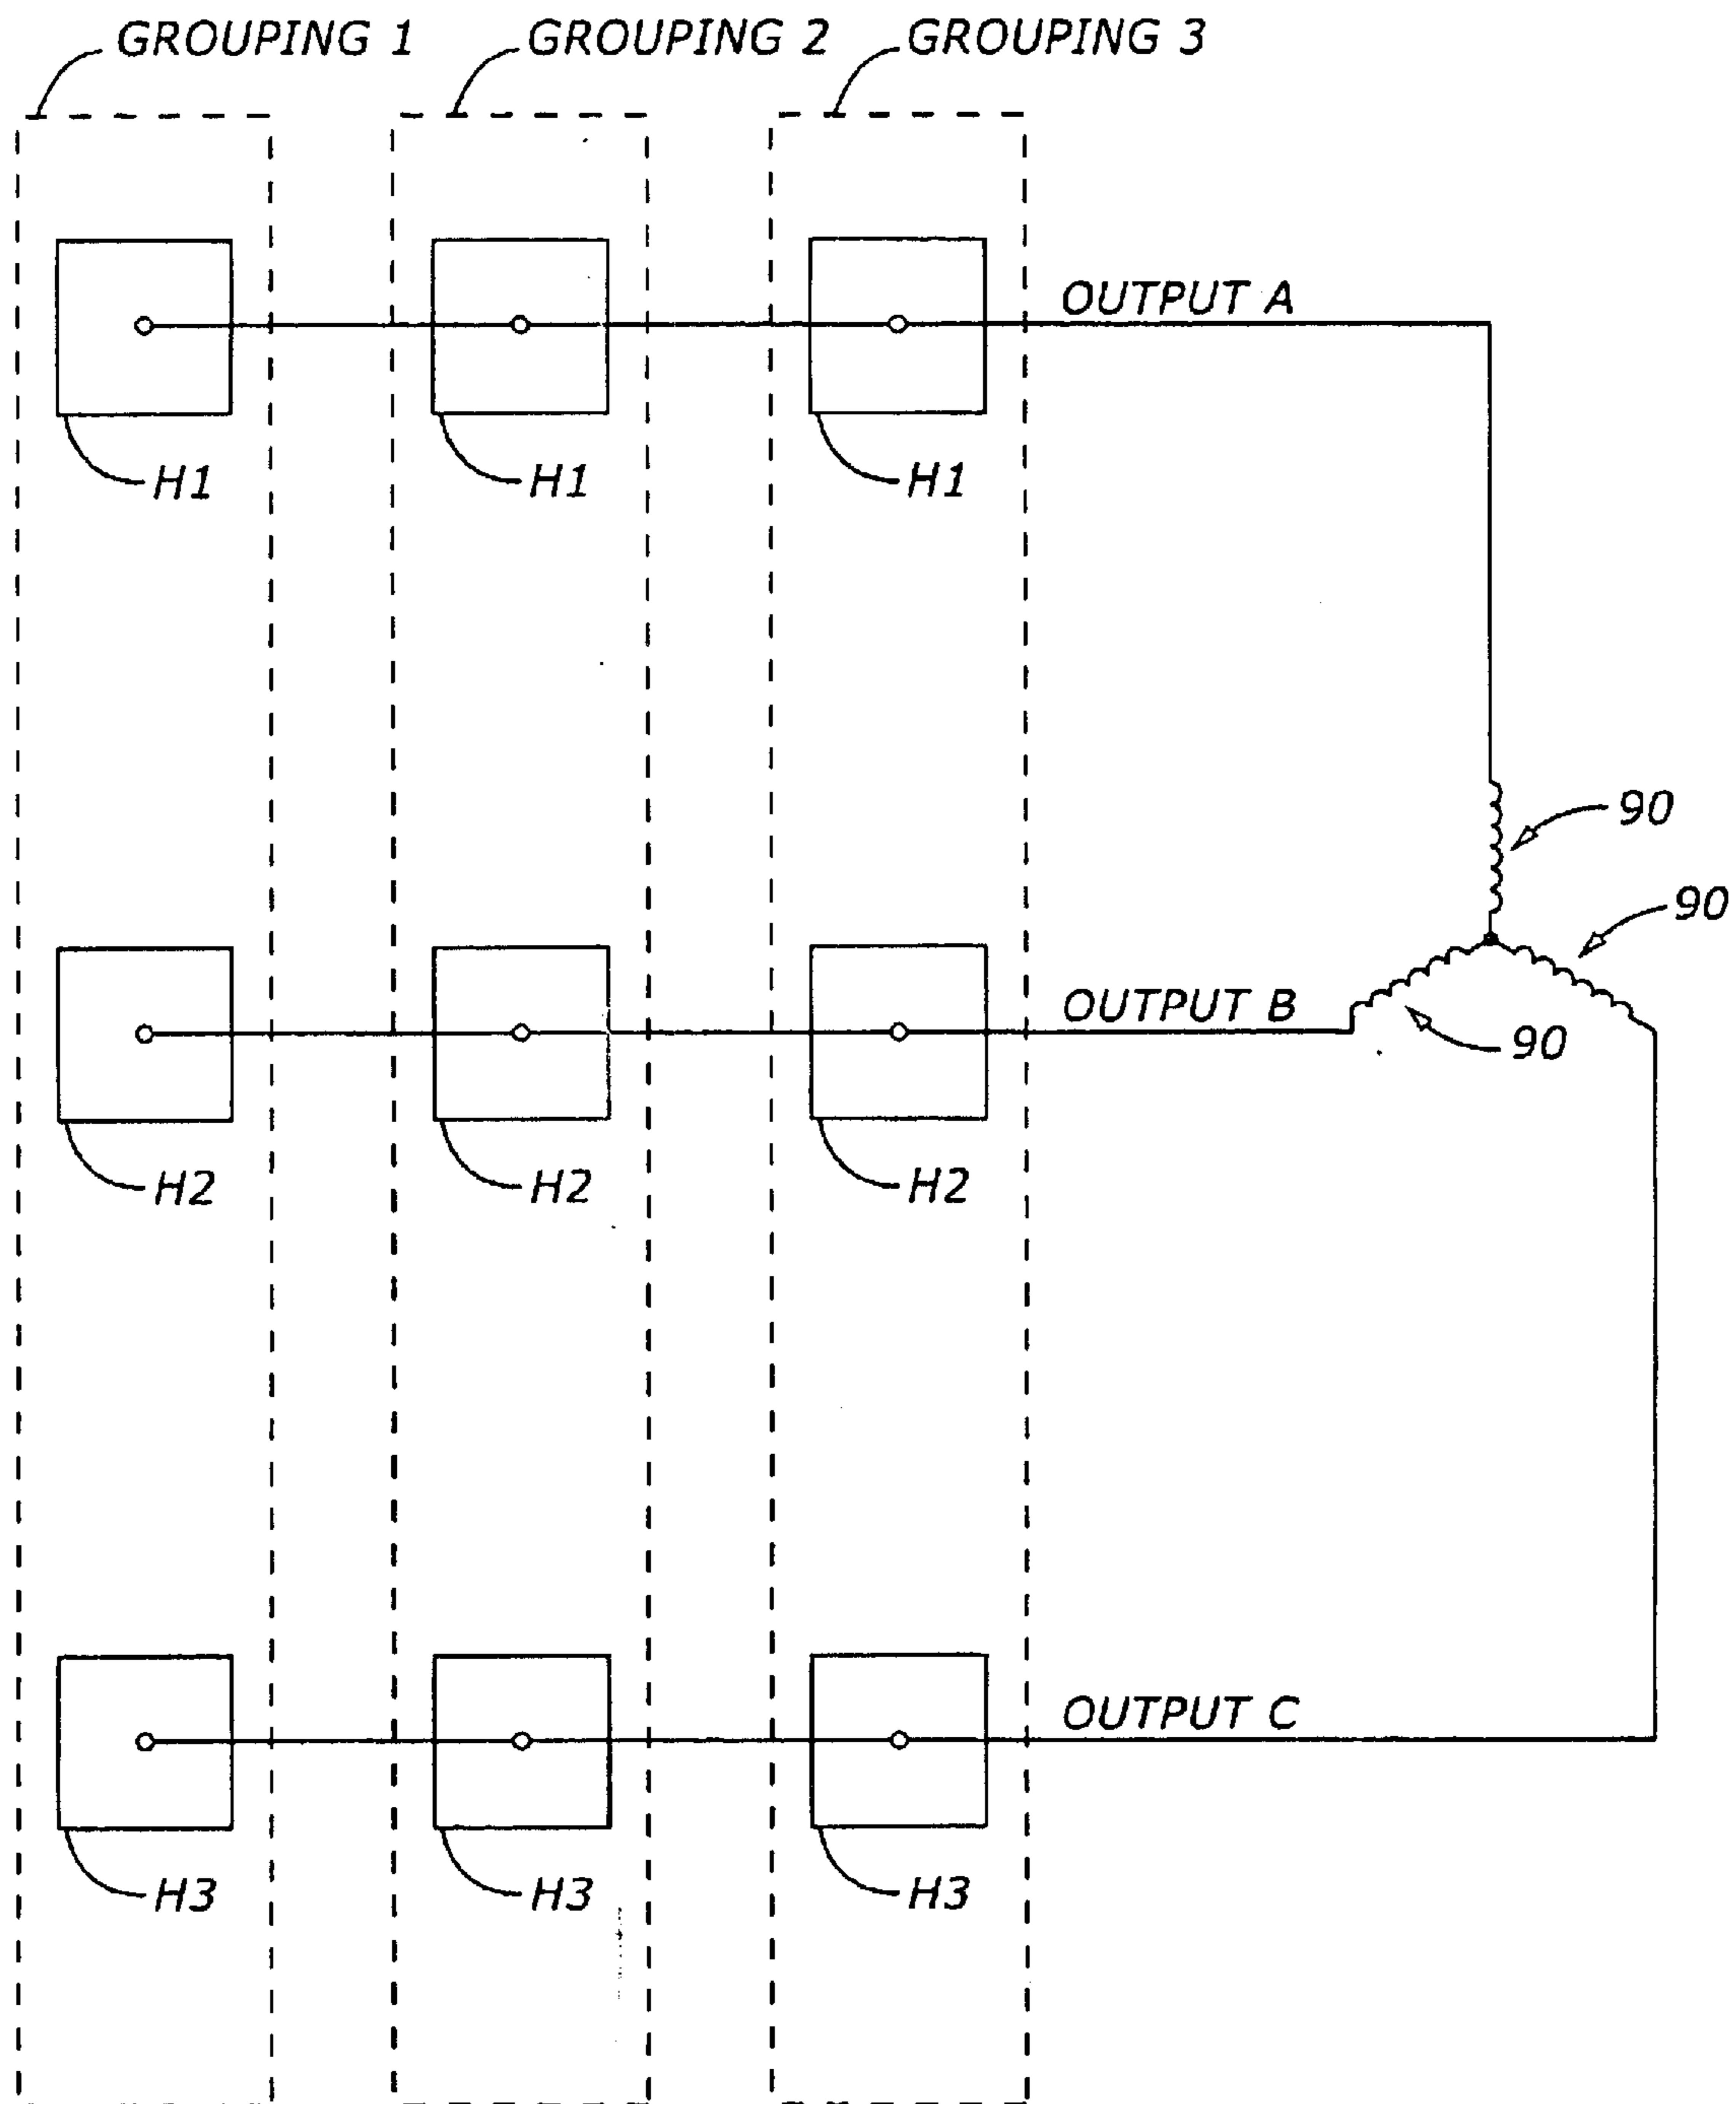 GROUPING 1
GROUPING 2
GROUPING 3
OUTPUT A
H1
H1
H1
90
90
OUTPUT B
90
H2
H2
H2
OUTPUT C
H3
H3
H3